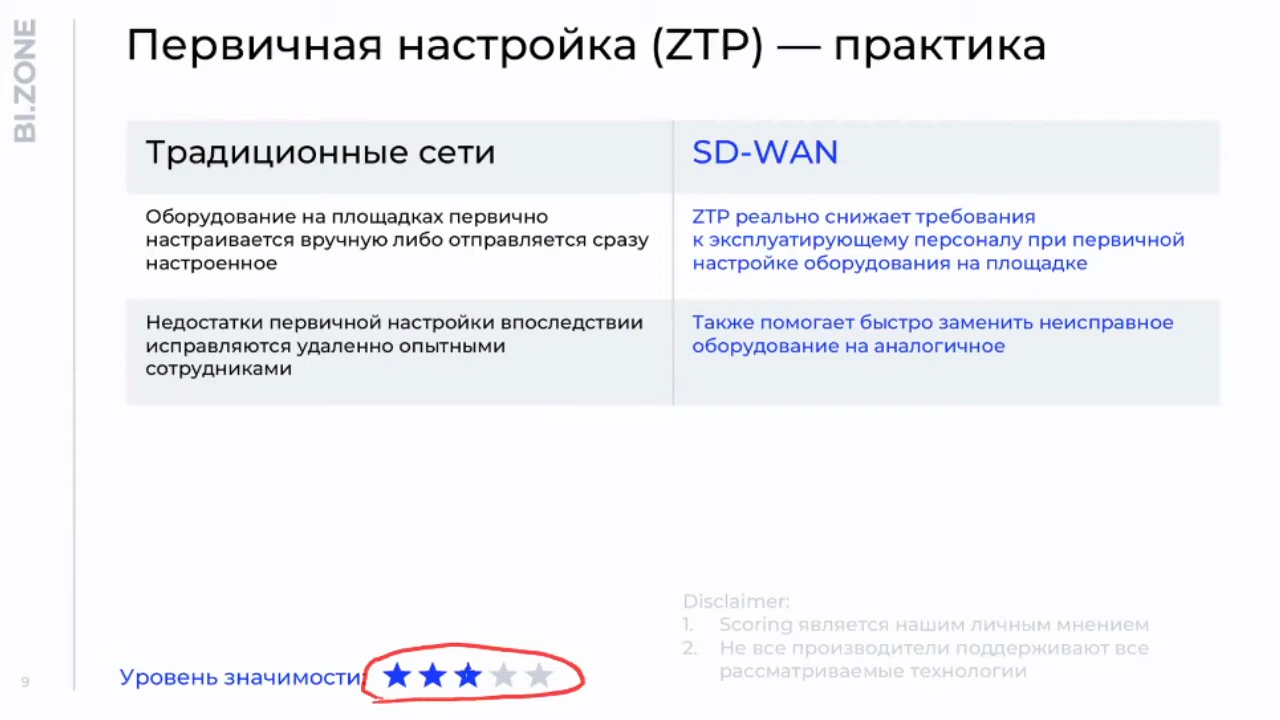 BI.ZONE
Первичная настройка (ZTP) — практика
Традиционные сети
SD-WAN
Оборудование на площадках первично
настраивается вручную либо отправляется сразу
настроенное
ZTP реально снижает требования
к эксплуатирующему персоналу при первичной
настройке оборудования на площадке
Недостатки первичной настройки впоследствии
исправляются удаленно опытными
сотрудниками
Также помогает быстро заменить неисправное
оборудование на аналогичное
Disclaimer:
1. Scoring является нашим личным мнением
2. Не все производители поддерживают все
рассматриваемые технологии
Уровень значимости:
9